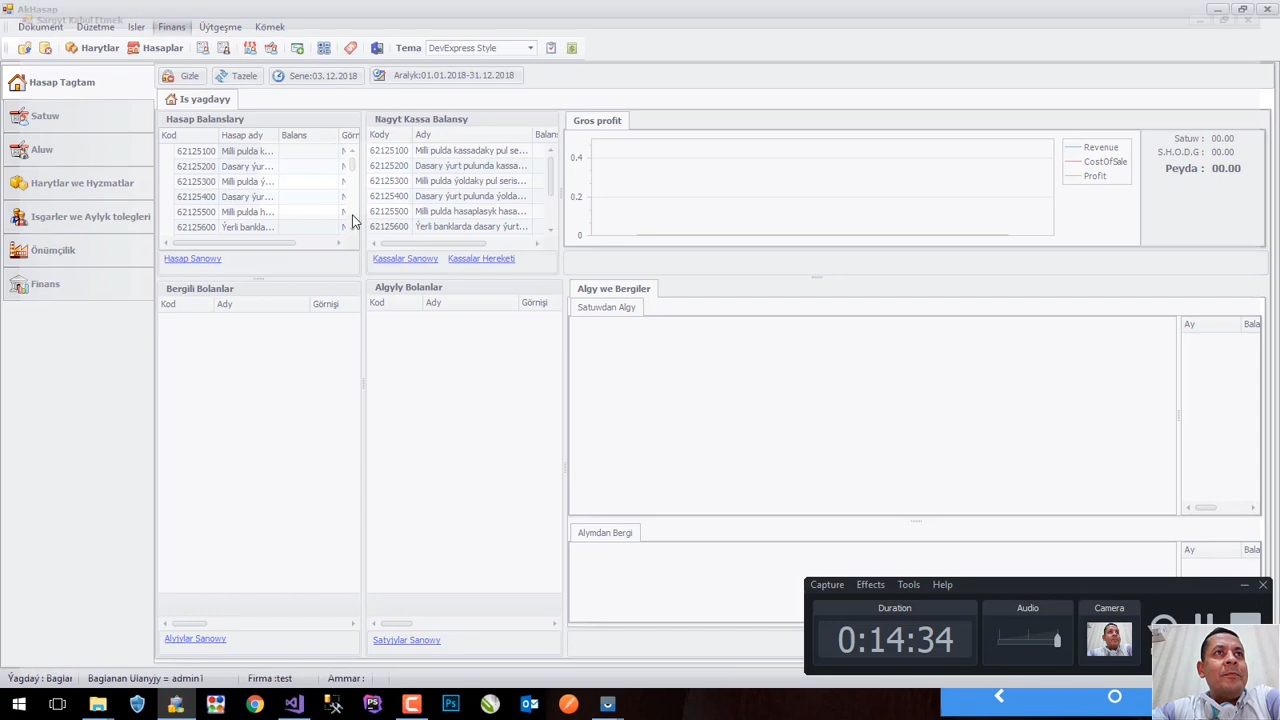 AkHasap
Sargyt Kabul Etmek
Dokument Düzetme Isler Finans Üýtgeşme Kömek
Harytlar Hasaplar Tema DevExpress Style
Hasap Tagtam
Satuw
Aluw
Harytlar we Hyzmatlar
Isgarler we Aylyk tolegleri
Önümçilik
Finans
Gizle Tazele Sene:03.12.2018 Aralyk:01.01.2018-31.12.2018
Is yagdayy
Hasap Balanslary
Kod Hasap ady Balans Görn
62125100 Milli pulda k... N
62125200 Dasary ýur... N
62125300 Milli pulda ý... N
62125400 Dasary ýur... N
62125500 Milli pulda h... N
62125600 Ýerli bankla... N
Hasap Sanowy
Nagyt Kassa Balansy
Kody Ady Balans
62125100 Milli pulda kassadaky pul se...
62125200 Dasary ýurt pulunda kassa...
62125300 Milli pulda ýoldaky pul seris...
62125400 Dasary ýurt pulunda ýolda...
62125500 Milli pulda hasaplasyk hasa...
62125600 Ýerli banklarda dasary ýurt...
Kassalar Sanowy Kassalar Hereketi
Gros profit
0.4
0.2
0
Revenue
CostOfSale
Profit
Satuw : 00.00
S.H.O.D.G : 00.00
Peyda : 00.00
Bergili Bolanlar
Kod Ady Görnişi
Alyjylar Sanowy
Algyly Bolanlar
Kod Ady Görnişi
Satyjylar Sanowy
Algy we Bergiler
Satuwdan Algy
Ay Bala
Alymdan Bergi
Ay Bala
Capture Effects Tools Help
Duration Audio Camera
0:14:34
Ýagdaý : Baglar Baglanan Ulanyjy = admin1 Firma :test Ammar :